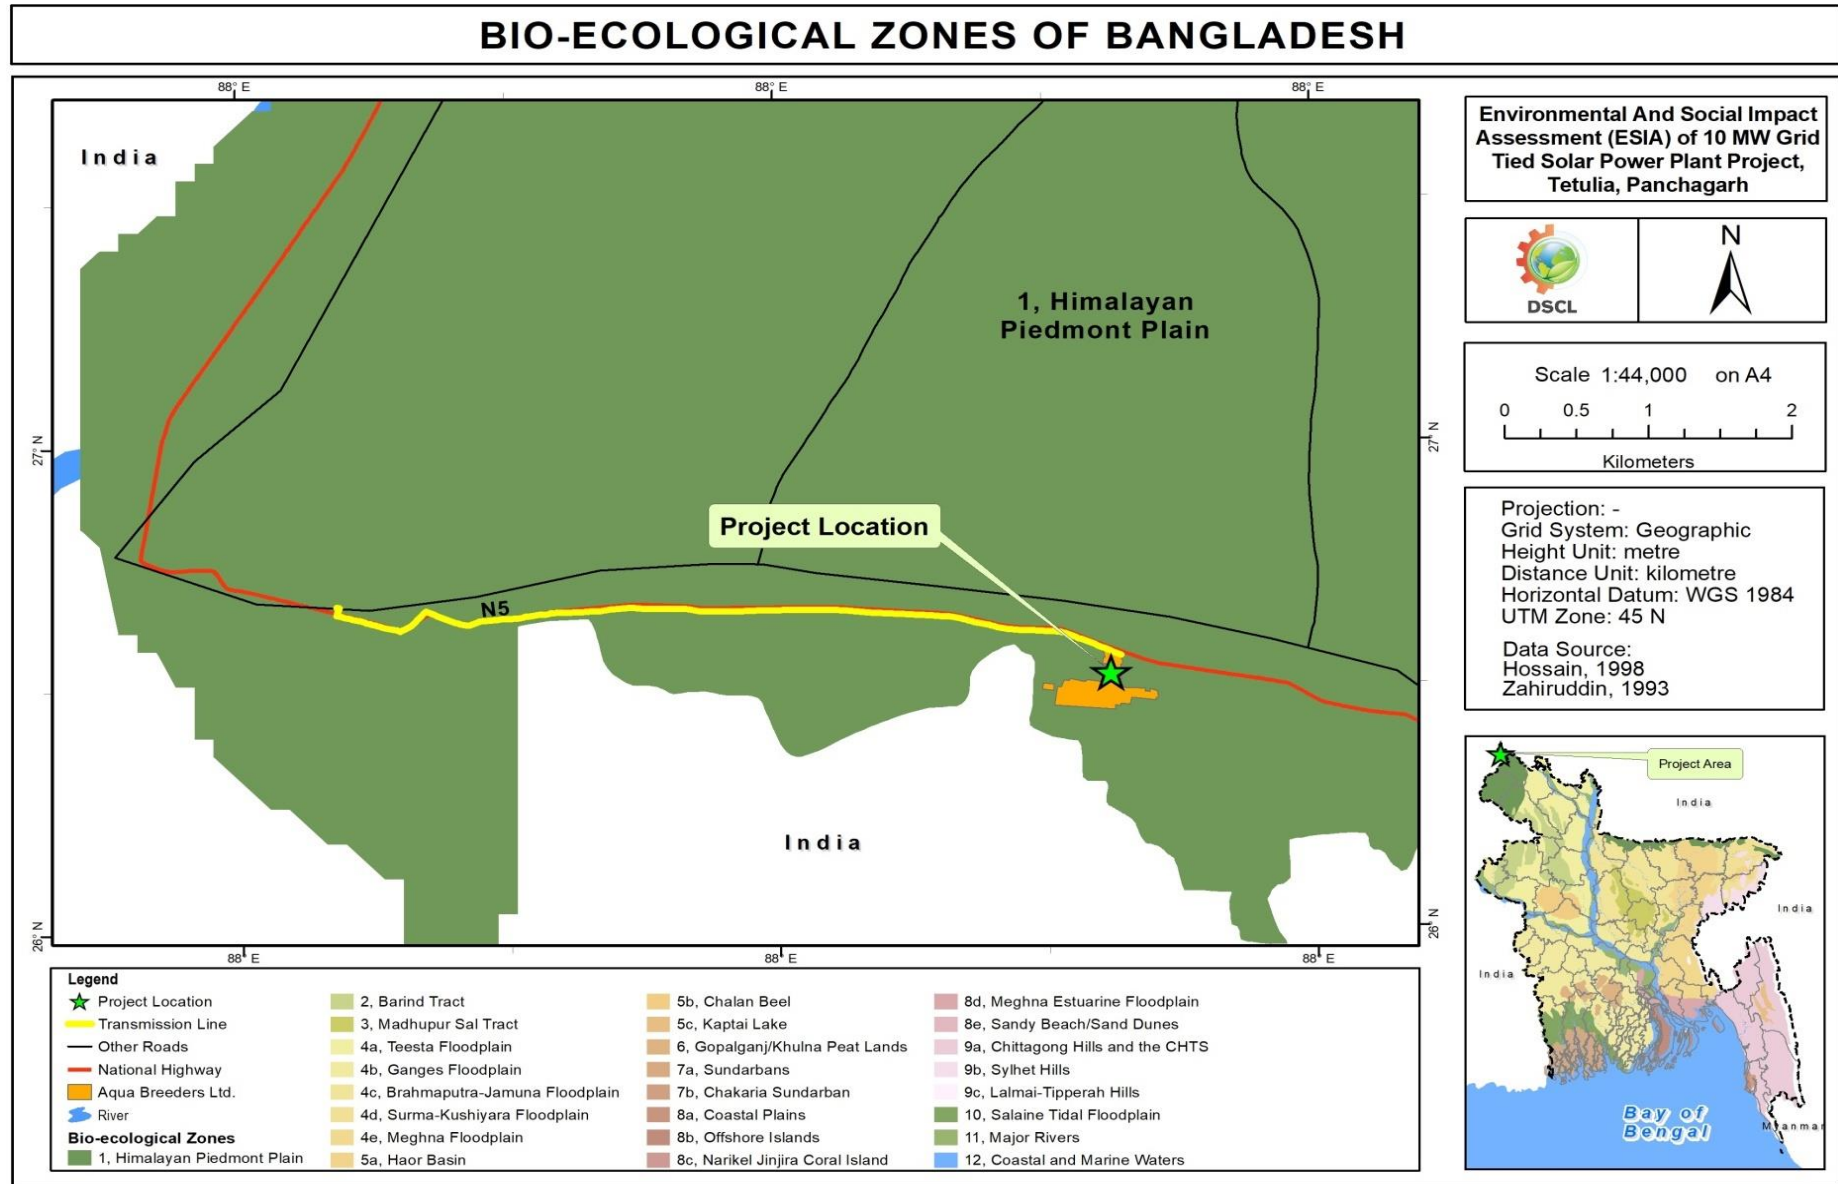 BIO-ECOLOGICAL ZONES OF BANGLADESH
88° E
88° E
88° E
India
1, Himalayan
Piedmont Plain
27° N
27° N
Project Location
N5
India
26° N
26° N
88° E
88° E
88° E
Environmental And Social Impact
Assessment (ESIA) of 10 MW Grid
Tied Solar Power Plant Project,
Tetulia, Panchagarh
DSCL
N
Scale 1:44,000 on A4
0 0.5 1 2
Kilometers
Projection: -
Grid System: Geographic
Height Unit: metre
Distance Unit: kilometre
Horizontal Datum: WGS 1984
UTM Zone: 45 N
Data Source:
Hossain, 1998
Zahiruddin, 1993
Project Area
India
India
India
Bay of
Bengal
Myanmar
Legend
Project Location
Transmission Line
Other Roads
National Highway
Aqua Breeders Ltd.
River
Bio-ecological Zones
1, Himalayan Piedmont Plain
2, Barind Tract
3, Madhupur Sal Tract
4a, Teesta Floodplain
4b, Ganges Floodplain
4c, Brahmaputra-Jamuna Floodplain
4d, Surma-Kushiyara Floodplain
4e, Meghna Floodplain
5a, Haor Basin
5b, Chalan Beel
5c, Kaptai Lake
6, Gopalganj/Khulna Peat Lands
7a, Sundarbans
7b, Chakaria Sundarban
8a, Coastal Plains
8b, Offshore Islands
8c, Narikel Jinjira Coral Island
8d, Meghna Estuarine Floodplain
8e, Sandy Beach/Sand Dunes
9a, Chittagong Hills and the CHTS
9b, Sylhet Hills
9c, Lalmai-Tipperah Hills
10, Salaine Tidal Floodplain
11, Major Rivers
12, Coastal and Marine Waters